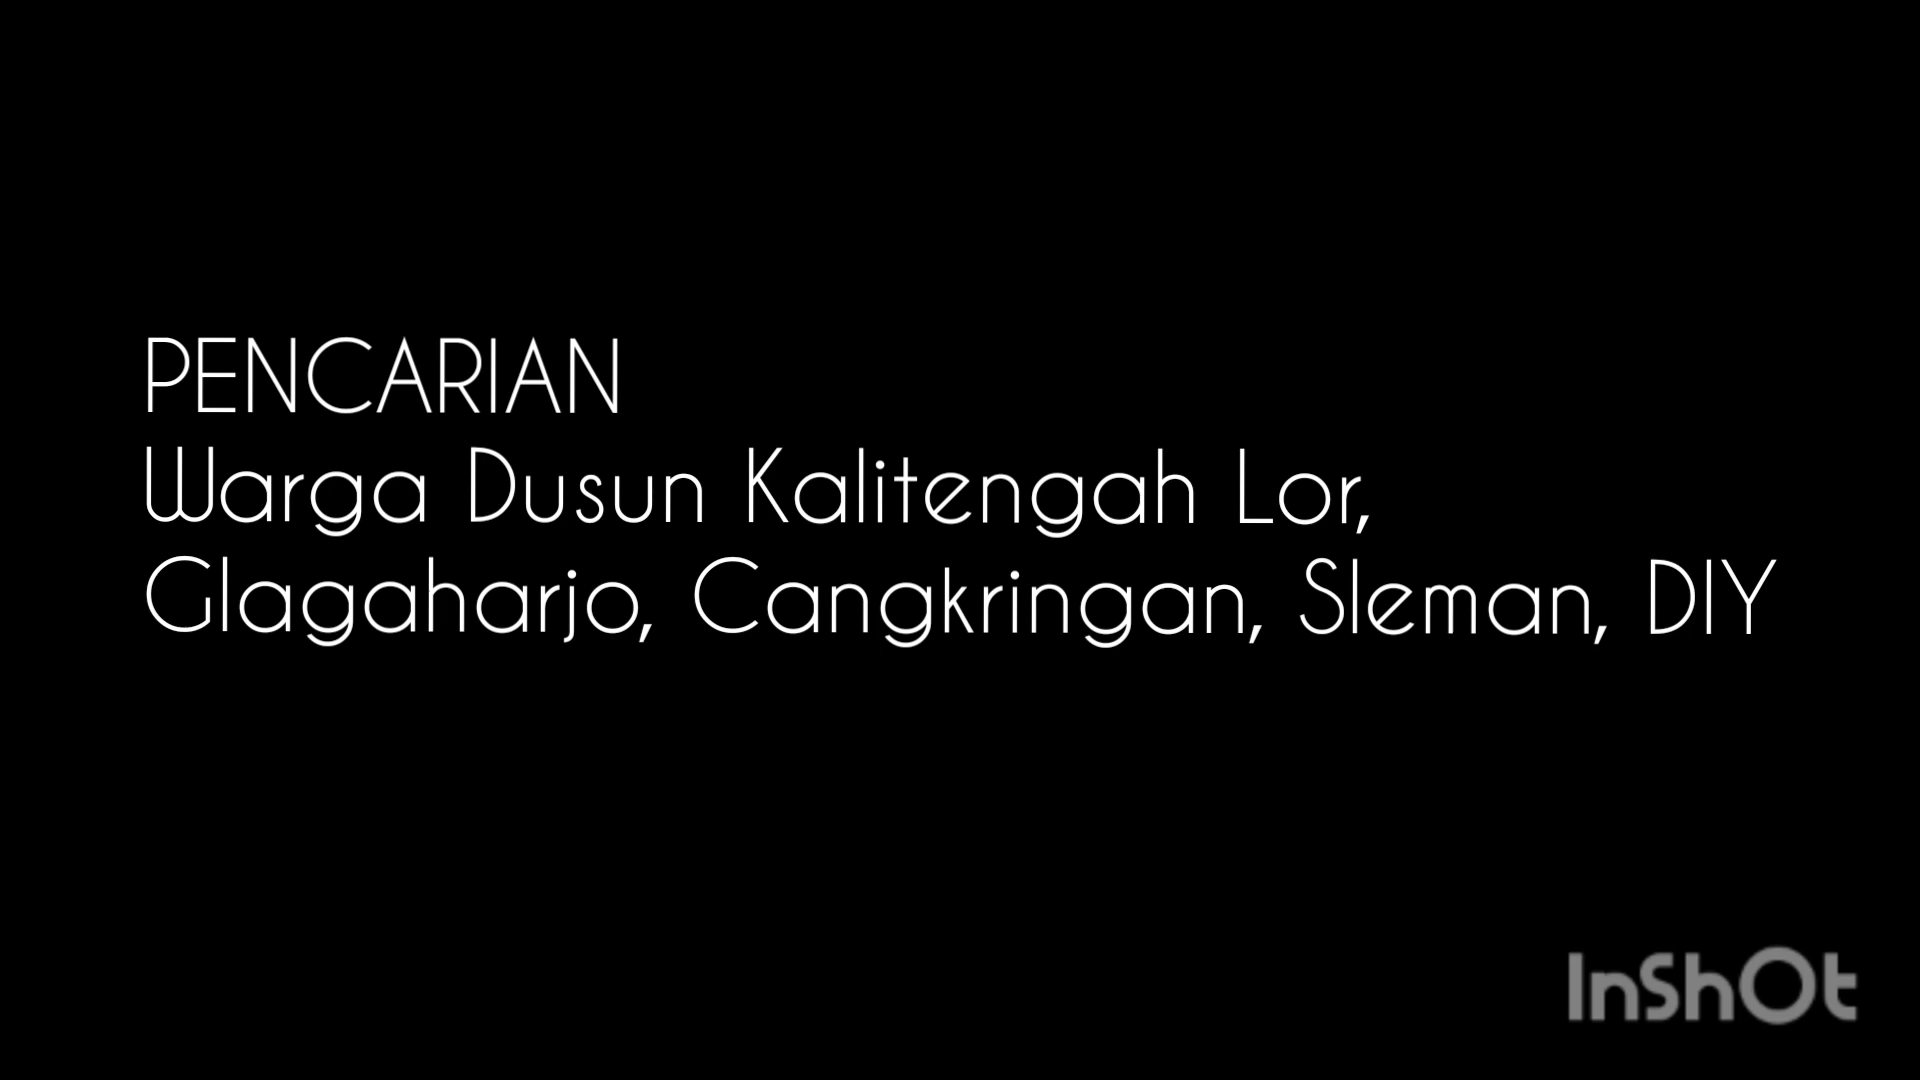 PENCARIAN
Warga Dusun Kalitengah Lor,
Glagaharjo, Cangkringan, Sleman, DIY
InShOt